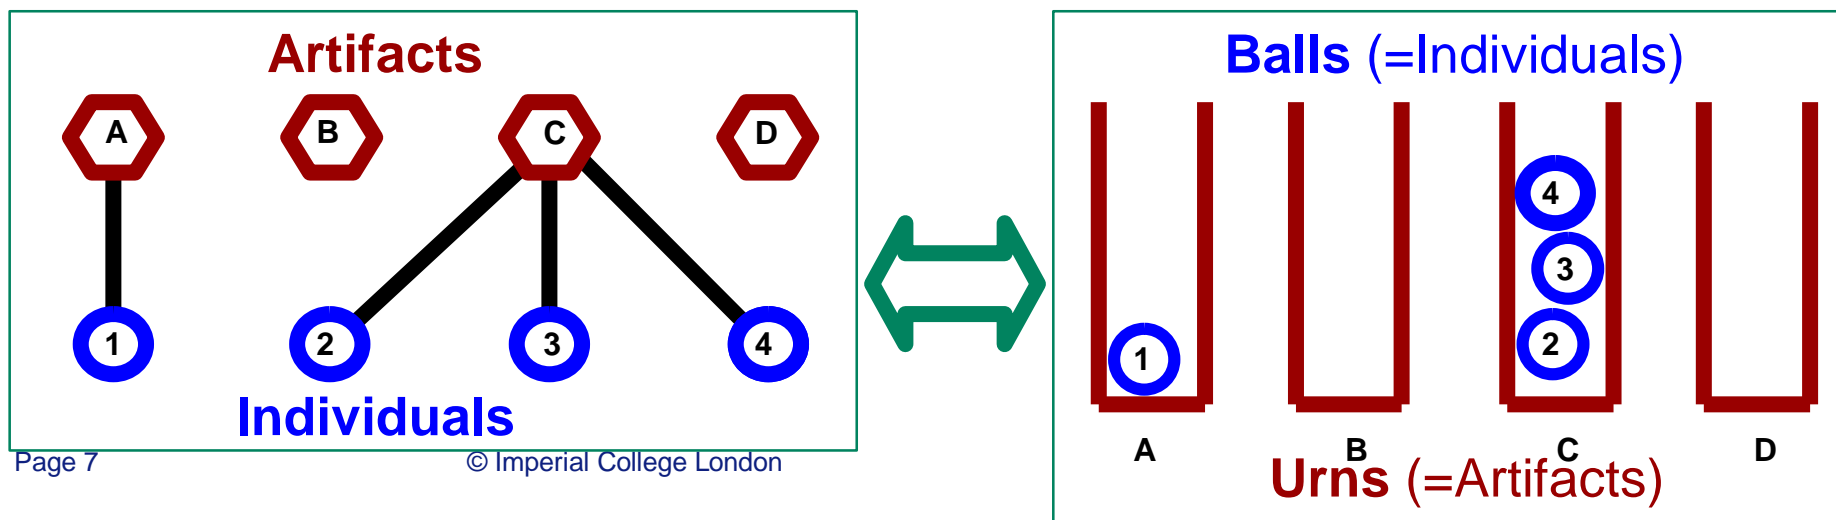 Artifacts
A B C D
1 2 3 4
Individuals
Page 7 © Imperial College London
Balls (=Individuals)
4
3
1 2
A B C D
Urns (=Artifacts)